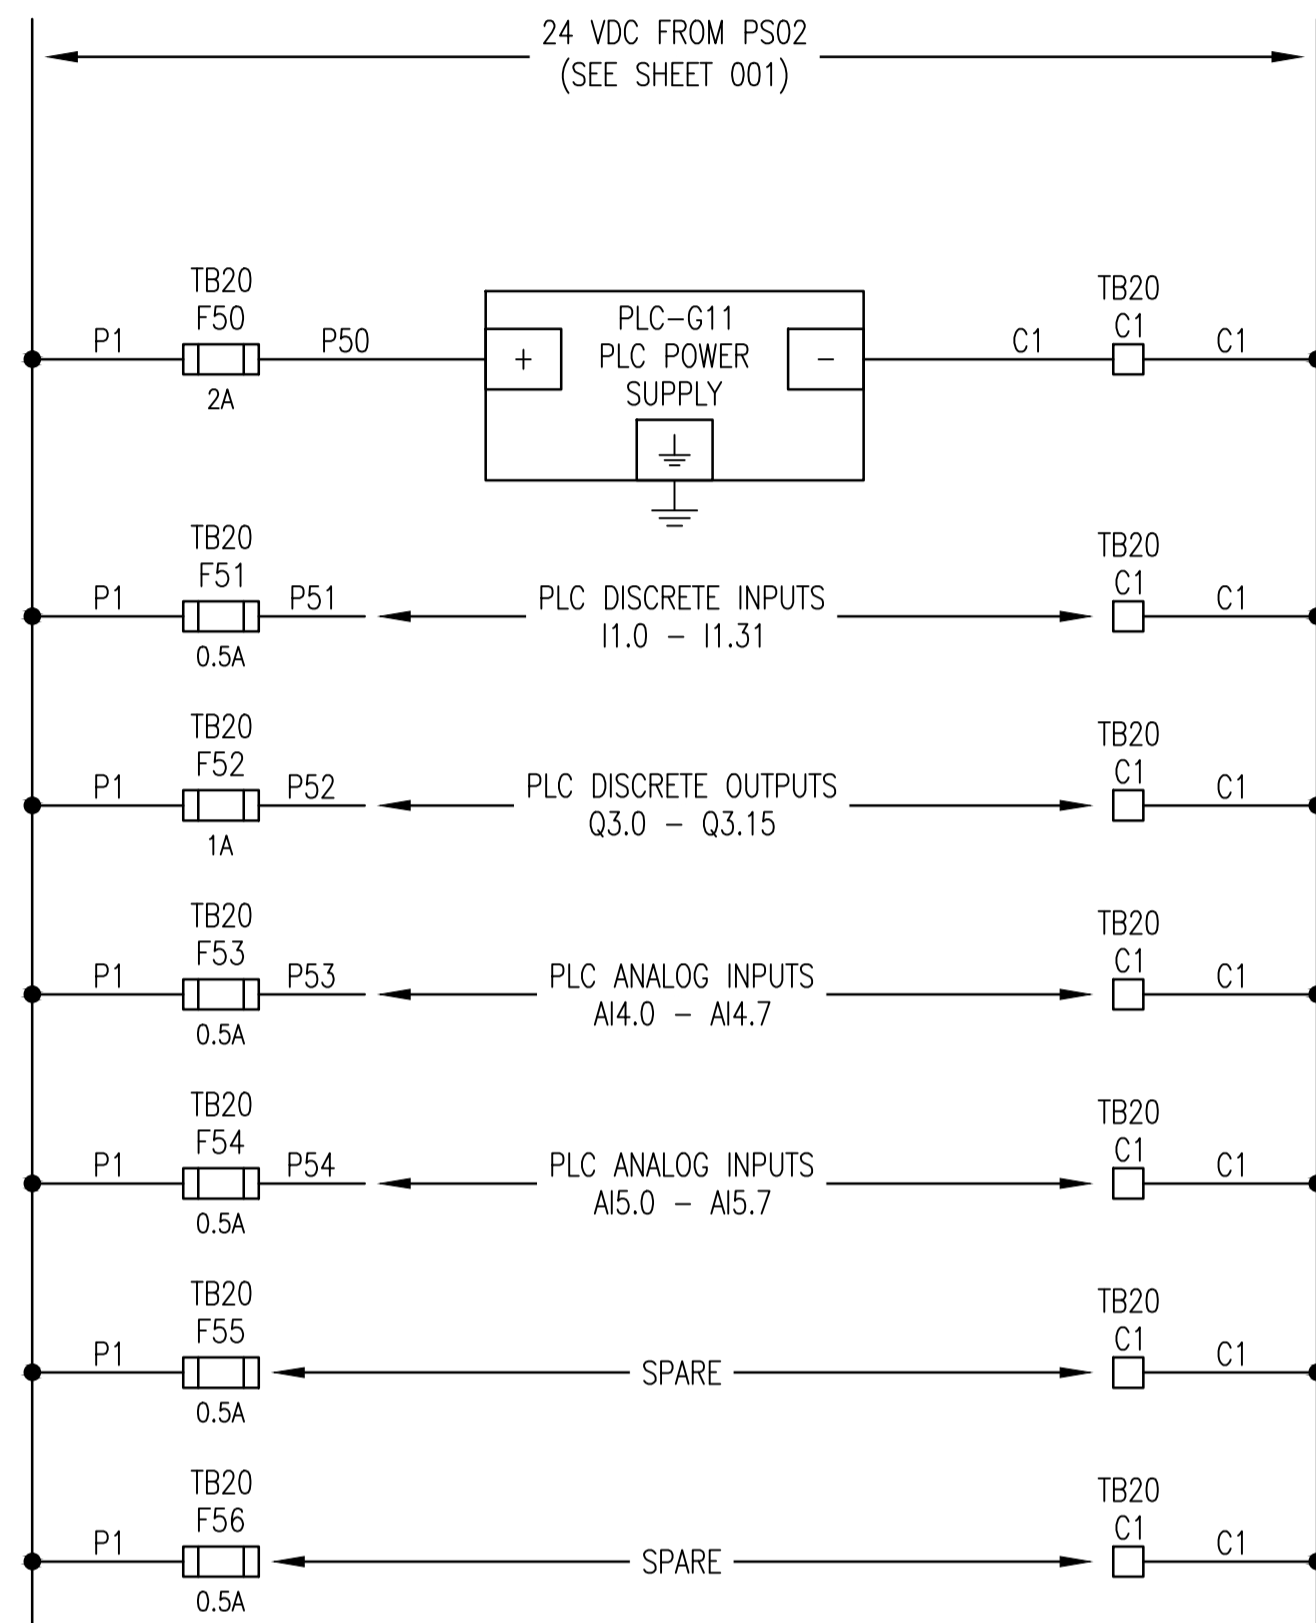 24 VDC FROM PS02
(SEE SHEET 001)
TB20
F50
P1
P50
2A
PLC-G11
PLC POWER
SUPPLY
+
-
C1
TB20
C1
C1
TB20
F51
P1
P51
0.5A
PLC DISCRETE INPUTS
I1.0 - I1.31
TB20
C1
C1
TB20
F52
P1
P52
1A
PLC DISCRETE OUTPUTS
Q3.0 - Q3.15
TB20
C1
C1
TB20
F53
P1
P53
0.5A
PLC ANALOG INPUTS
AI4.0 - AI4.7
TB20
C1
C1
TB20
F54
P1
P54
0.5A
PLC ANALOG INPUTS
AI5.0 - AI5.7
TB20
C1
C1
TB20
F55
P1
0.5A
SPARE
TB20
C1
C1
TB20
F56
P1
0.5A
SPARE
TB20
C1
C1